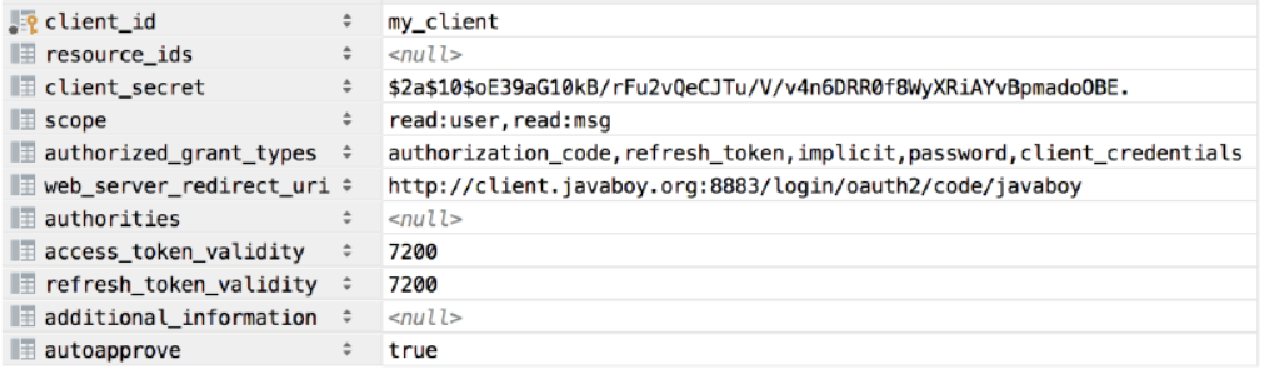 client_id my_client
resource_ids <null>
client_secret $2a$10$oE39aG10kB/rFu2vQeCJTu/V/v4n6DRR0f8WyXRiAYvBpmadoOBE.
scope read:user,read:msg
authorized_grant_types authorization_code,refresh_token,implicit,password,client_credentials
web_server_redirect_uri http://client.javaboy.org:8883/login/oauth2/code/javaboy
authorities <null>
access_token_validity 7200
refresh_token_validity 7200
additional_information <null>
autoapprove true